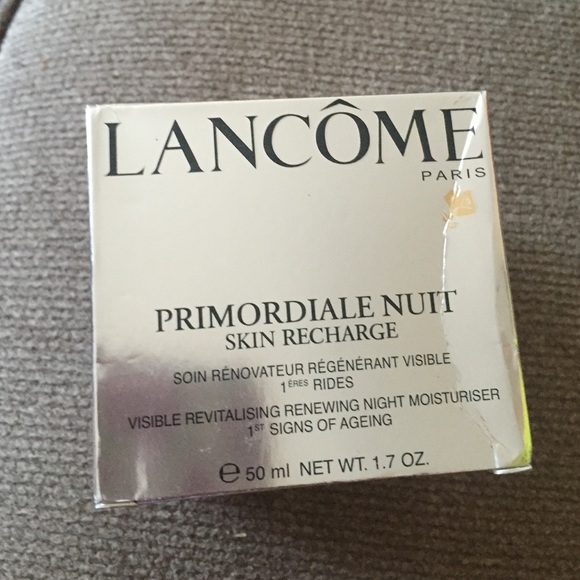 LANCÔME
PARIS
PRIMORDIALE NUIT
SKIN RECHARGE
SOIN RÉNOVATEUR RÉGÉNÉRANT VISIBLE
1ÈRES RIDES
VISIBLE REVITALISING RENEWING NIGHT MOISTURISER
1ST SIGNS OF AGEING
℮ 50 ml NET WT. 1.7 OZ.